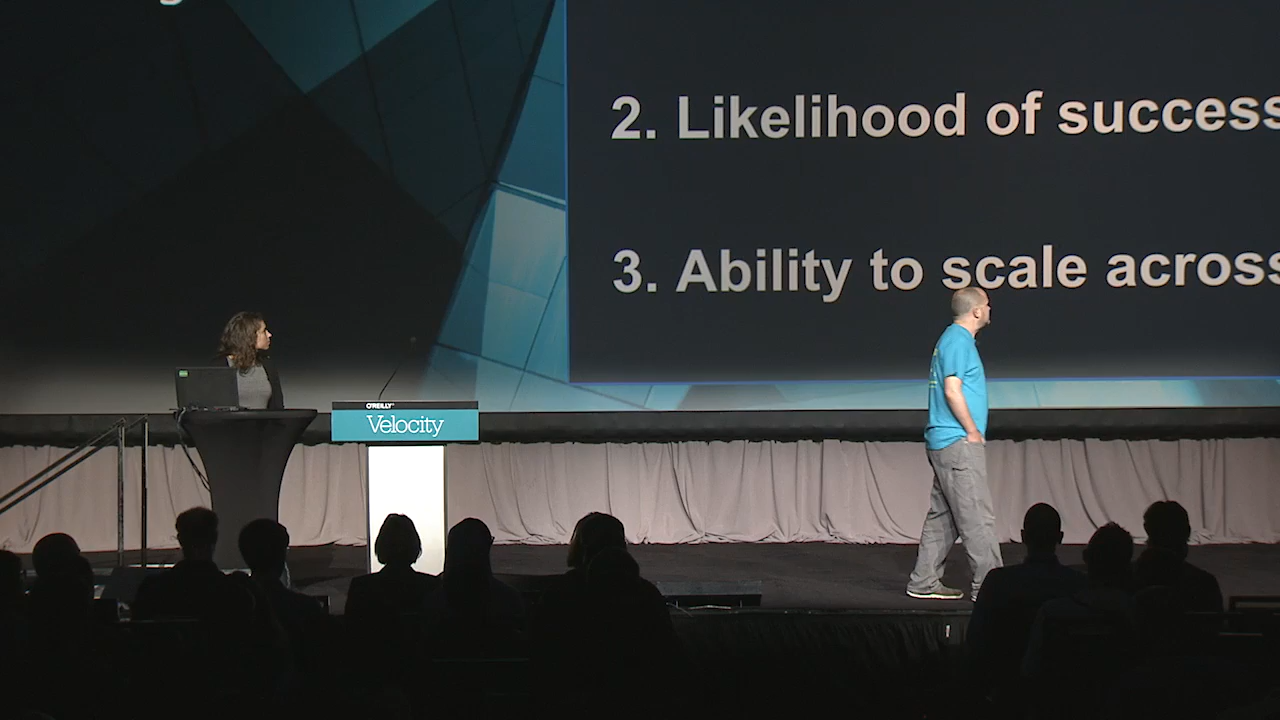 2. Likelihood of success
3. Ability to scale across
O'REILLY
Velocity